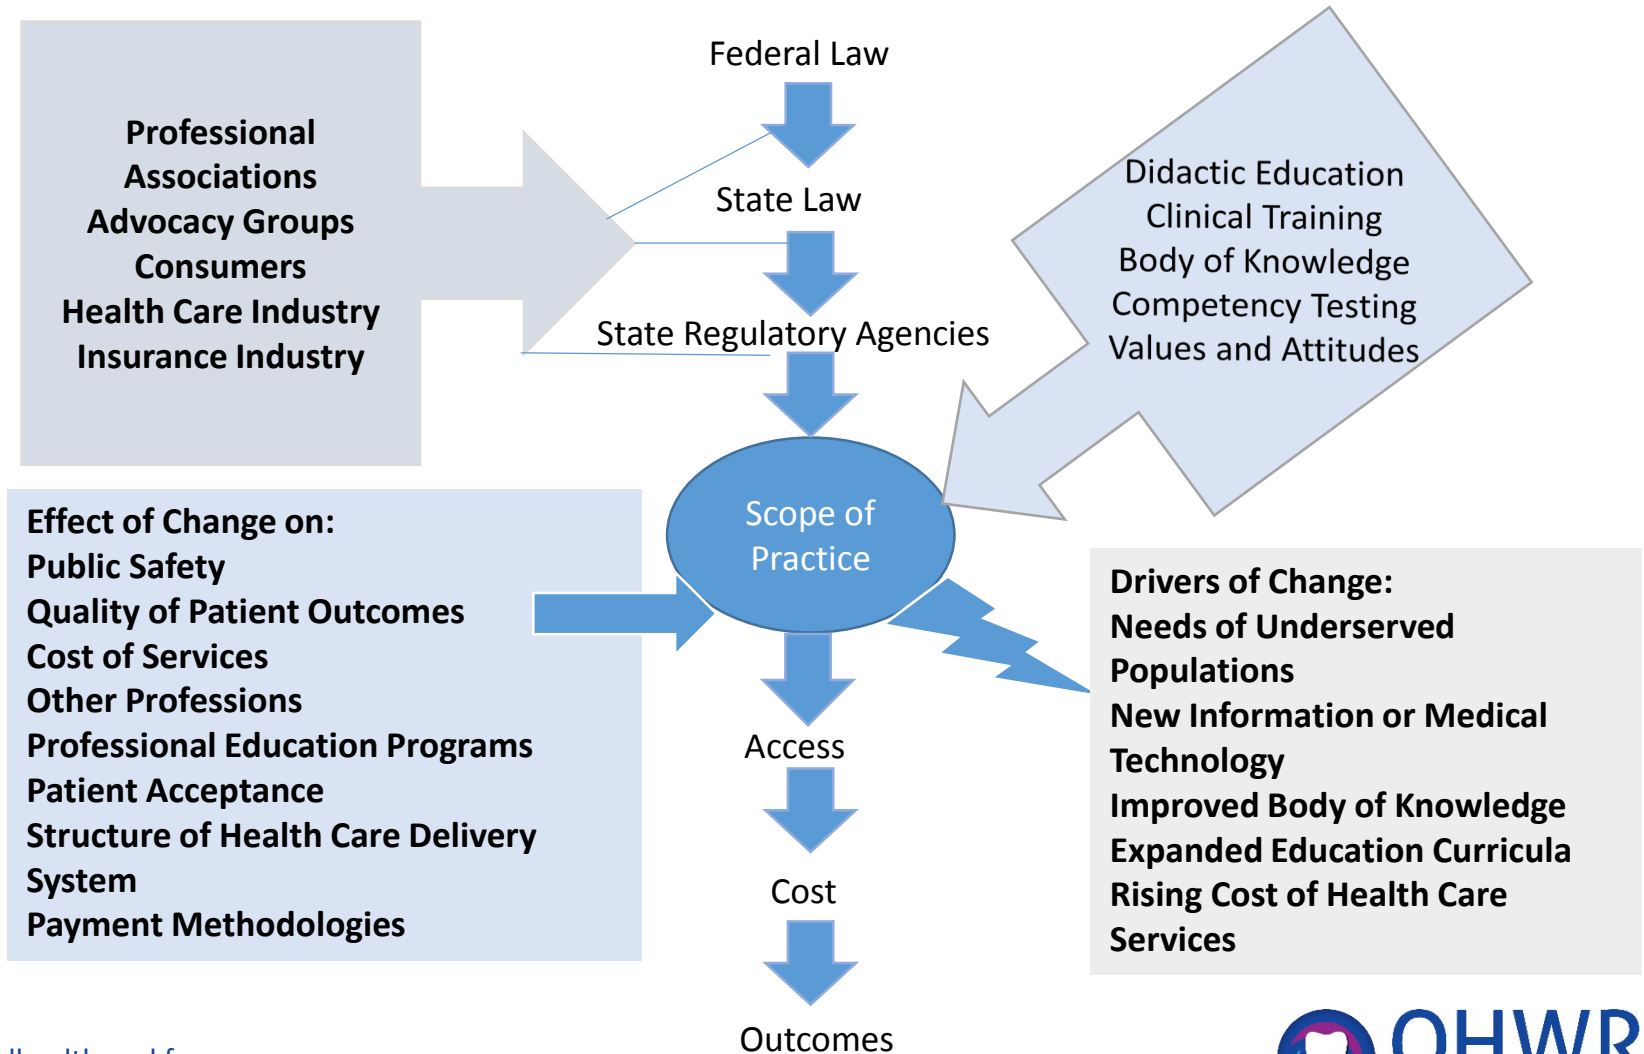 Federal Law
State Law
State Regulatory Agencies
Professional
Associations
Advocacy Groups
Consumers
Health Care Industry
Insurance Industry
Didactic Education
Clinical Training
Body of Knowledge
Competency Testing
Values and Attitudes
Scope of
Practice
Effect of Change on:
Public Safety
Quality of Patient Outcomes
Cost of Services
Other Professions
Professional Education Programs
Patient Acceptance
Structure of Health Care Delivery
System
Payment Methodologies
Drivers of Change:
Needs of Underserved
Populations
New Information or Medical
Technology
Improved Body of Knowledge
Expanded Education Curricula
Rising Cost of Health Care
Services
Access
Cost
Outcomes
OHWR